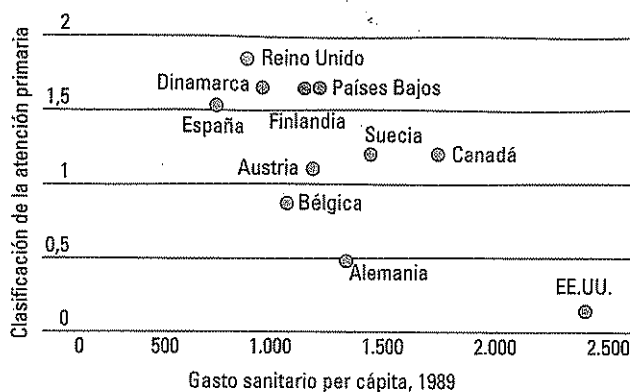 Clasificación de la atención primaria
2
Reino Unido
Dinamarca
Países Bajos
1,5
España
Finlandia
Suecia
Canadá
Austria
1
Bélgica
0,5
Alemania
EE.UU.
0
0 500 1.000 1.500 2.000 2.500
Gasto sanitario per cápita, 1989